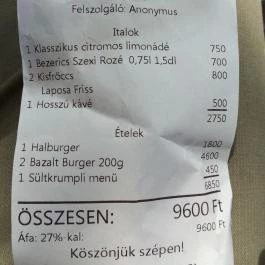 Felszolgáló: Anonymus
Italok
1 Klasszikus citromos limonádé 750
1 Bezerics Szexi Rozé 0,75l 1,5dl 700
2 Kisfröccs 800
Laposa Friss
1 Hosszú kávé 500
2750
Ételek
1 Halburger 1800
2 Bazalt Burger 200g 4600
1 Sültkrumpli menü 450
6850
ÖSSZESEN: 9600 Ft
Áfa: 27% kal: 9600 Ft
Köszönjük szépen!